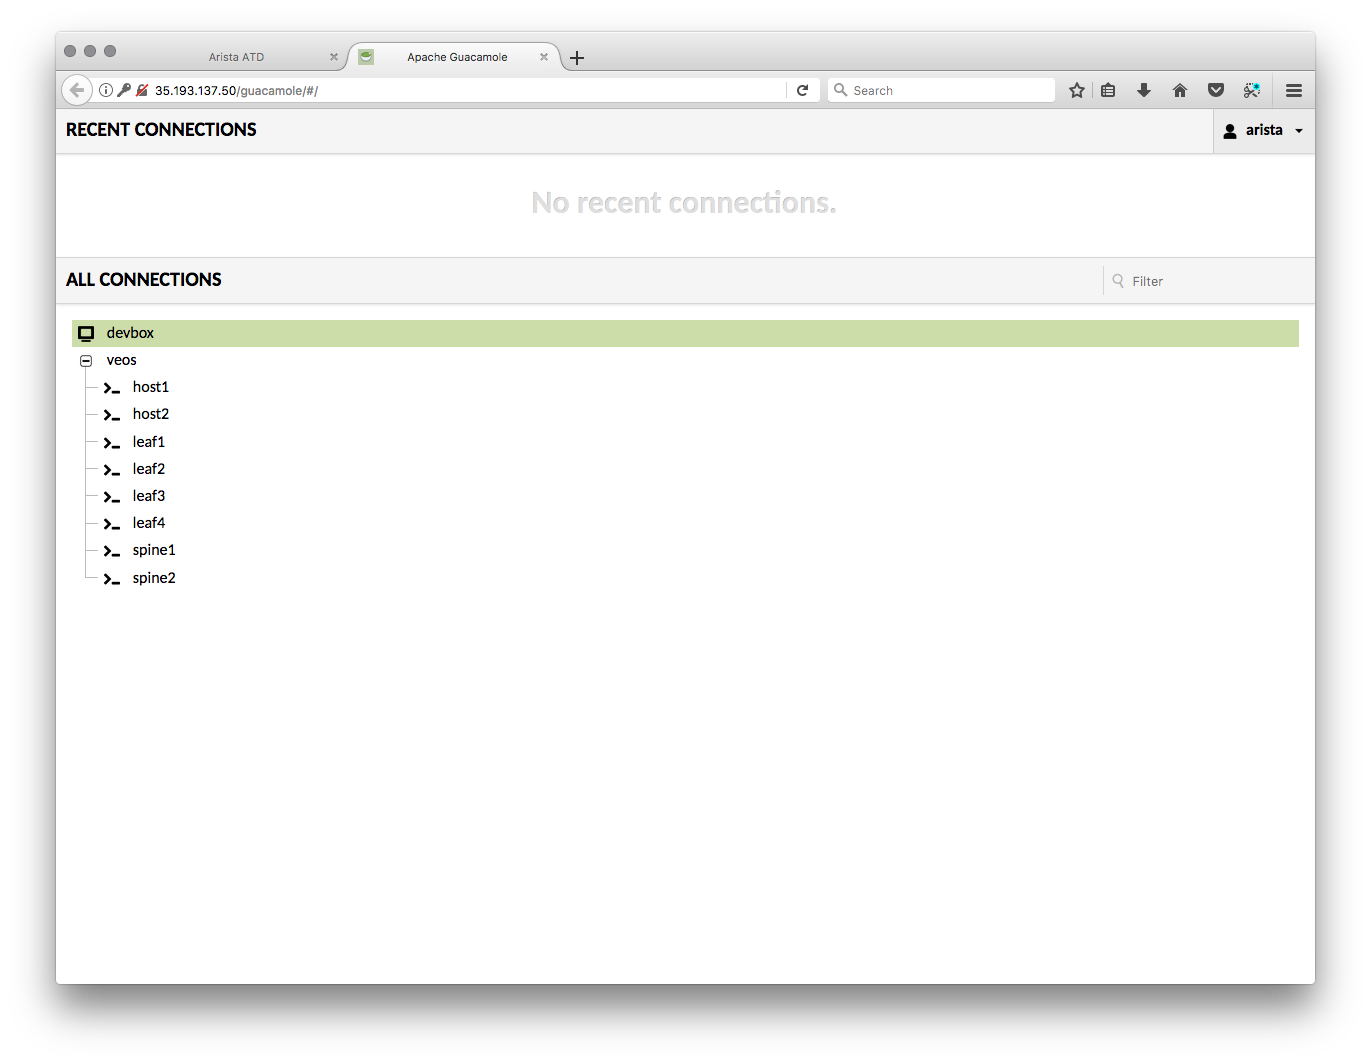 Arista ATD
Apache Guacamole
35.193.137.50/guacamole/#/
Search
RECENT CONNECTIONS
arista
No recent connections.
ALL CONNECTIONS
Filter
devbox
veos
host1
host2
leaf1
leaf2
leaf3
leaf4
spine1
spine2